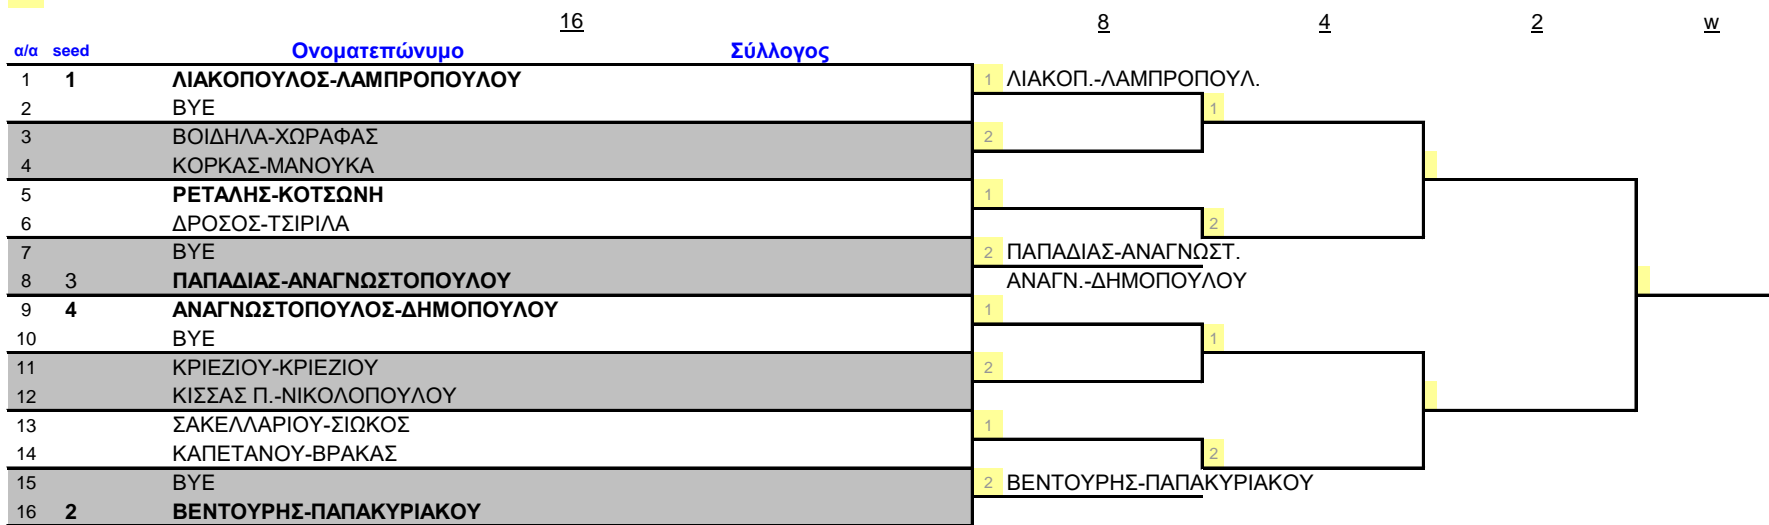 16 8 4 2 w
α/α seed Ονοματεπώνυμο Σύλλογος
1 1 ΛΙΑΚΟΠΟΥΛΟΣ-ΛΑΜΠΡΟΠΟΥΛΟΥ 1 ΛΙΑΚΟΠ.-ΛΑΜΠΡΟΠΟΥΛ.
2 BYE 1
3 ΒΟΙΔΗΛΑ-ΧΩΡΑΦΑΣ 2
4 ΚΟΡΚΑΣ-ΜΑΝΟΥΚΑ
5 ΡΕΤΑΛΗΣ-ΚΟΤΣΩΝΗ 1
6 ΔΡΟΣΟΣ-ΤΣΙΡΙΛΑ 2
7 BYE 2 ΠΑΠΑΔΙΑΣ-ΑΝΑΓΝΩΣΤ.
8 3 ΠΑΠΑΔΙΑΣ-ΑΝΑΓΝΩΣΤΟΠΟΥΛΟΥ ΑΝΑΓΝ.-ΔΗΜΟΠΟΥΛΟΥ
9 4 ΑΝΑΓΝΩΣΤΟΠΟΥΛΟΣ-ΔΗΜΟΠΟΥΛΟΥ 1
10 BYE 1
11 ΚΡΙΕΖΙΟΥ-ΚΡΙΕΖΙΟΥ 2
12 ΚΙΣΣΑΣ Π.-ΝΙΚΟΛΟΠΟΥΛΟΥ
13 ΣΑΚΕΛΛΑΡΙΟΥ-ΣΙΩΚΟΣ 1
14 ΚΑΠΕΤΑΝΟΥ-ΒΡΑΚΑΣ 2
15 BYE 2 ΒΕΝΤΟΥΡΗΣ-ΠΑΠΑΚΥΡΙΑΚΟΥ
16 2 ΒΕΝΤΟΥΡΗΣ-ΠΑΠΑΚΥΡΙΑΚΟΥ